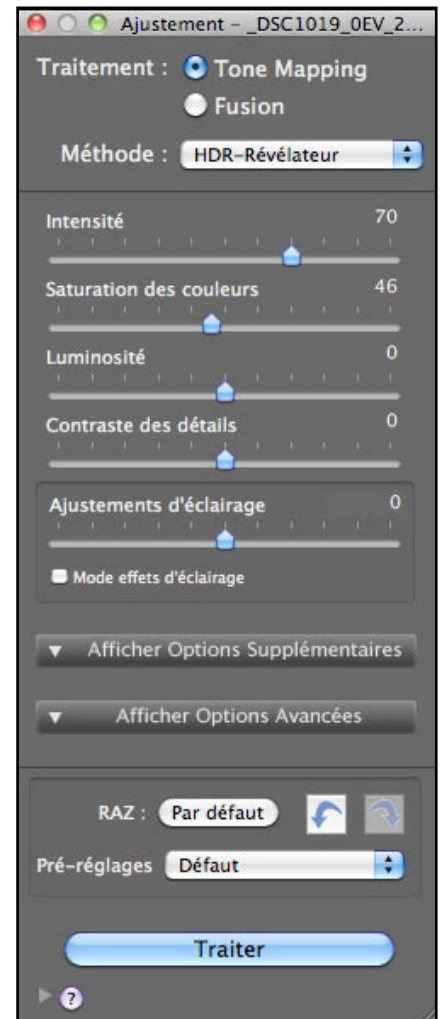 Ajustement – _DSC1019_0EV_2...
Traitement : Tone Mapping
Fusion
Méthode : HDR-Révélateur
Intensité 70
Saturation des couleurs 46
Luminosité 0
Contraste des détails 0
Ajustements d'éclairage 0
Mode effets d'éclairage
Afficher Options Supplémentaires
Afficher Options Avancées
RAZ : Par défaut
Pré-réglages Défaut
Traiter
?